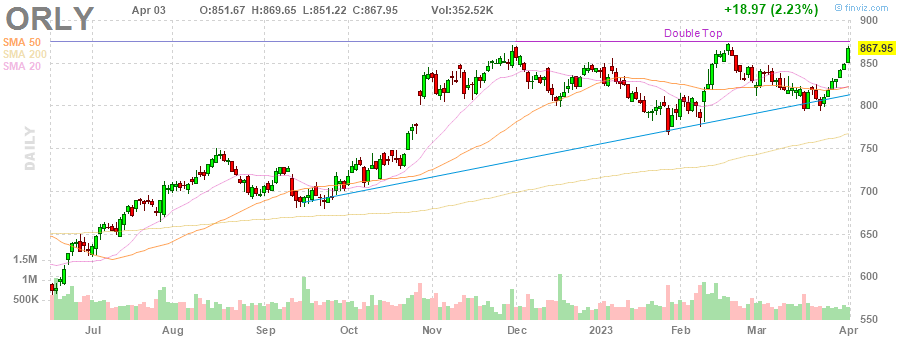 ORLY
Apr 03 O:851.67 H:869.65 L:851.22 C:867.95 Vol:352.52K +18.97 (2.23%) © finviz.com
SMA 50
SMA 200
SMA 20
Double Top
DAILY
900
867.95
850
800
750
700
650
600
550
1.5M
1M
500K
Jul Aug Sep Oct Nov Dec 2023 Feb Mar Apr